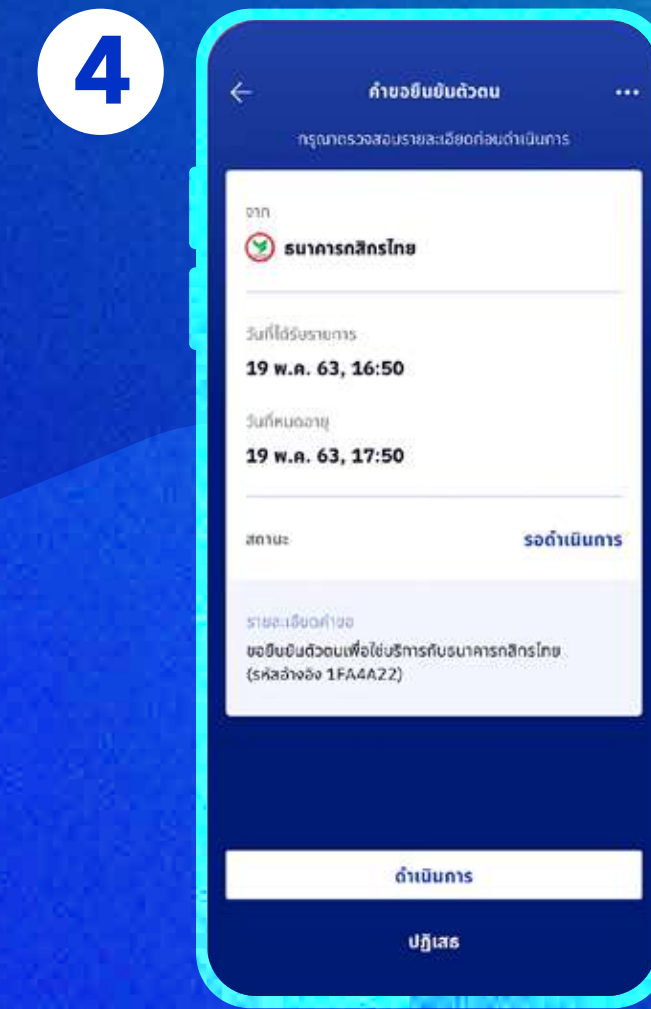 4
คำขอยืนยันตัวตน
กรุณาตรวจสอบรายละเอียดก่อนดำเนินการ
จาก
ธนาคารกสิกรไทย
วันที่ได้รับรายการ
19 พ.ค. 63, 16:50
วันที่หมดอายุ
19 พ.ค. 63, 17:50
สถานะ
รอดำเนินการ
รายละเอียดคำขอ
ขอยืนยันตัวตนเพื่อใช้บริการกับธนาคารกสิกรไทย
(รหัสอ้างอิง 1FA4A22)
ดำเนินการ
ปฏิเสธ